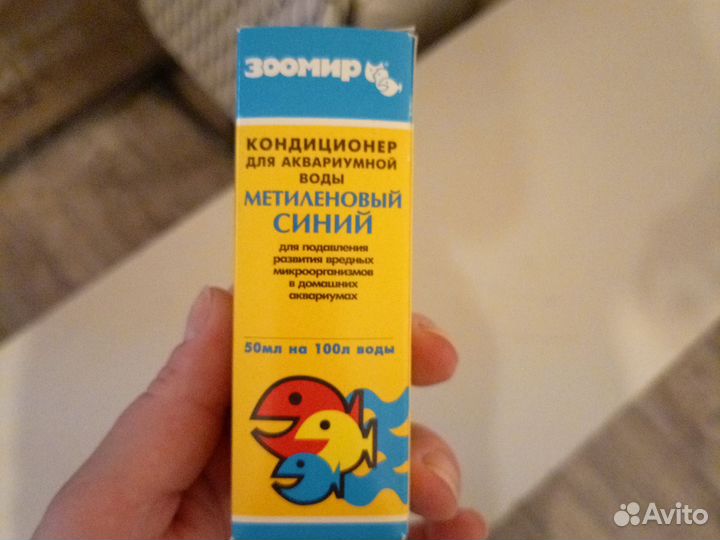 ЗООМИР
КОНДИЦИОНЕР
ДЛЯ АКВАРИУМНОЙ
ВОДЫ
МЕТИЛЕНОВЫЙ
СИНИЙ
для подавления
развития вредных
микроорганизмов
в домашних
аквариумах
50мл на 100л воды
Avito